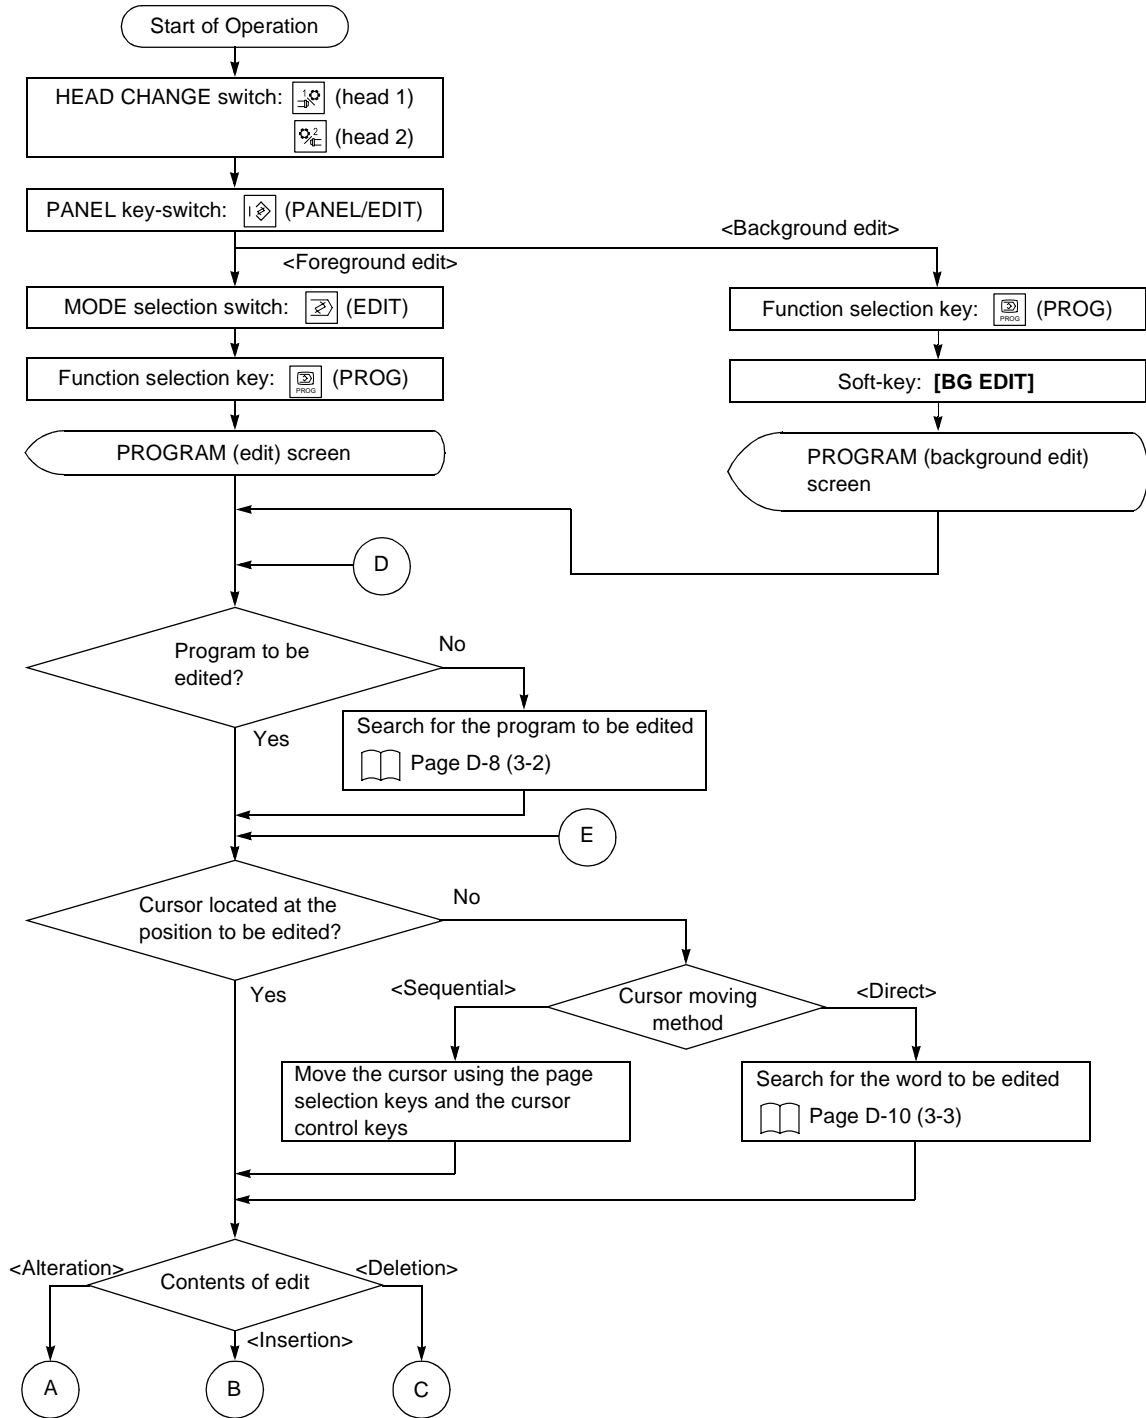 Start of Operation
HEAD CHANGE switch: 1 (head 1)
2 (head 2)
PANEL key-switch: (PANEL/EDIT)
<Background edit>
<Foreground edit>
MODE selection switch: (EDIT)
Function selection key: PROG (PROG)
Function selection key: PROG (PROG)
Soft-key: [BG EDIT]
PROGRAM (edit) screen
PROGRAM (background edit)
screen
D
No
Program to be
edited?
Yes
Search for the program to be edited
Page D-8 (3-2)
E
No
Cursor located at the
position to be edited?
Yes
<Sequential>
Cursor moving
method
<Direct>
Move the cursor using the page
selection keys and the cursor
control keys
Search for the word to be edited
Page D-10 (3-3)
<Alteration>
Contents of edit
<Deletion>
<Insertion>
A
B
C